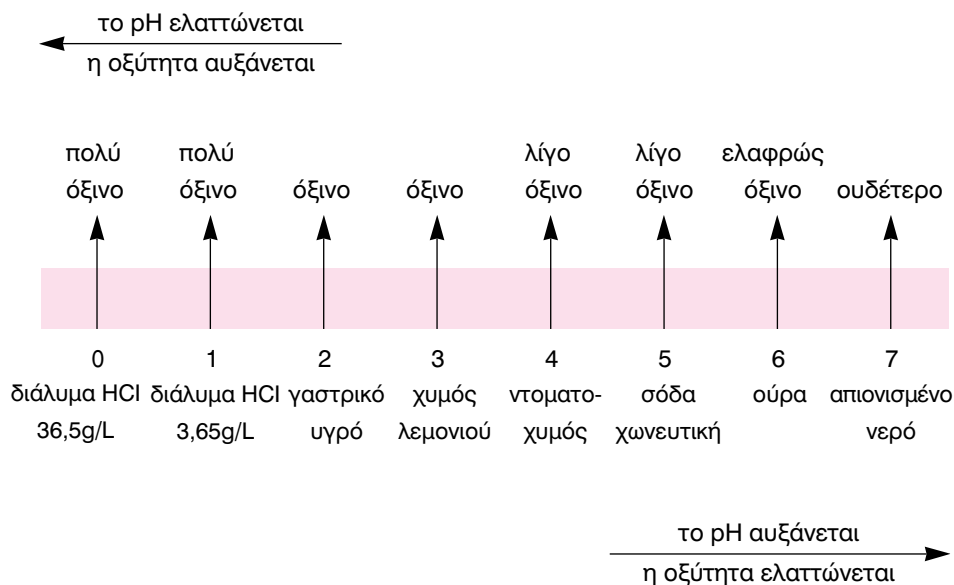 το pH ελαττώνεται
η οξύτητα αυξάνεται
πολύ πολύ λίγο λίγο ελαφρώς
όξινο όξινο όξινο όξινο όξινο όξινο όξινο ουδέτερο
0 1 2 3 4 5 6 7
διάλυμα HCl διάλυμα HCl γαστρικό χυμός ντοματο- σόδα ούρα απιονισμένο
36,5g/L 3,65g/L υγρό λεμονιού χυμός χωνευτική νερό
το pH αυξάνεται
η οξύτητα ελαττώνεται